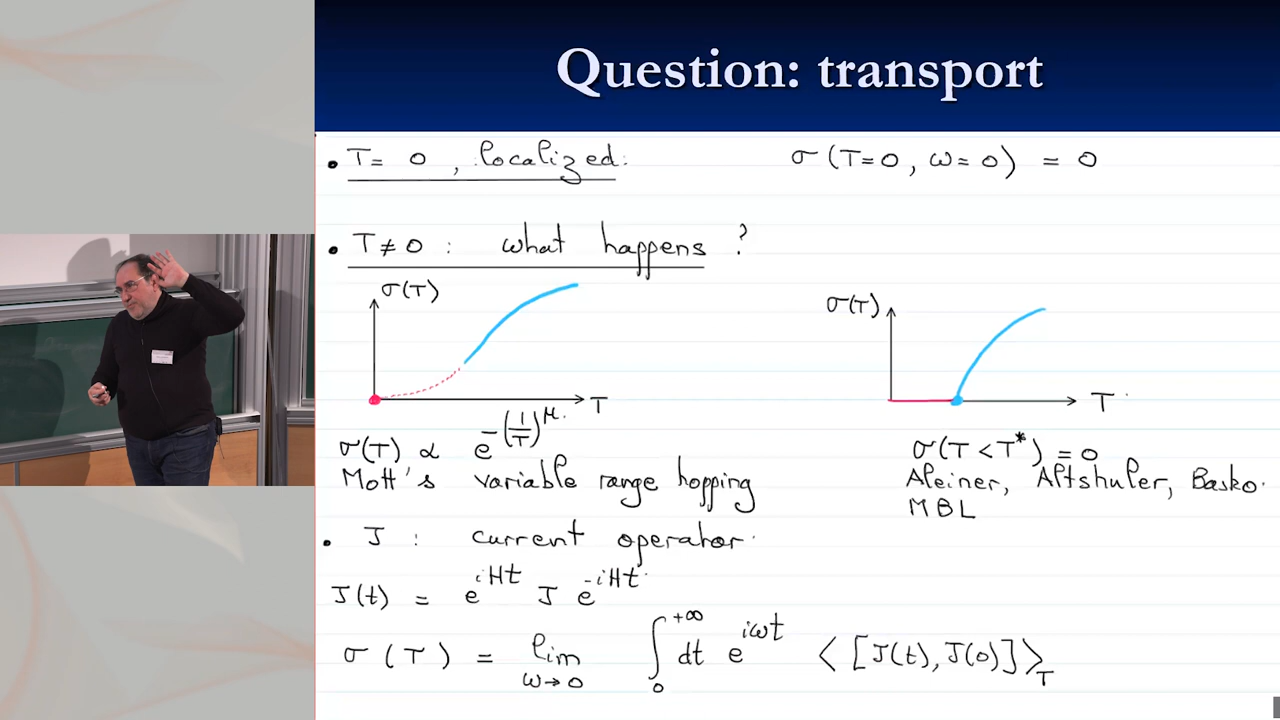 Question: transport
• T = 0, localized: σ(T=0, ω=0) = 0
• T ≠ 0 : what happens ?
σ(T)
T
σ(T)
T
σ(T) ∝ e^{-(1/T)^μ}.
Mott's variable range hopping
σ(T < T*) = 0
Aleiner, Altshuler, Basko.
MBL
• J : current operator.
J(t) = e^{iHt} J e^{-iHt}.
σ(T) = lim_{ω→0} ∫_0^{+∞} dt e^{iωt} ⟨[J(t), J(0)]⟩_T